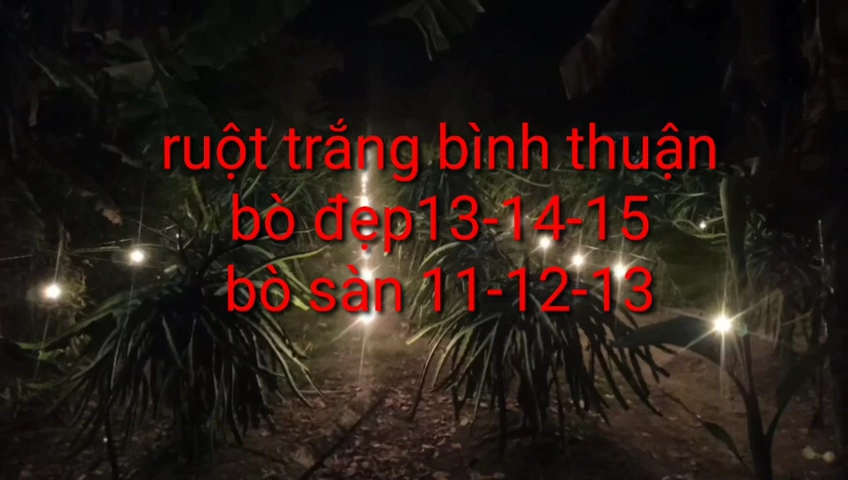 ruột trắng bình thuận
bò đẹp13-14-15
bò sàn 11-12-13